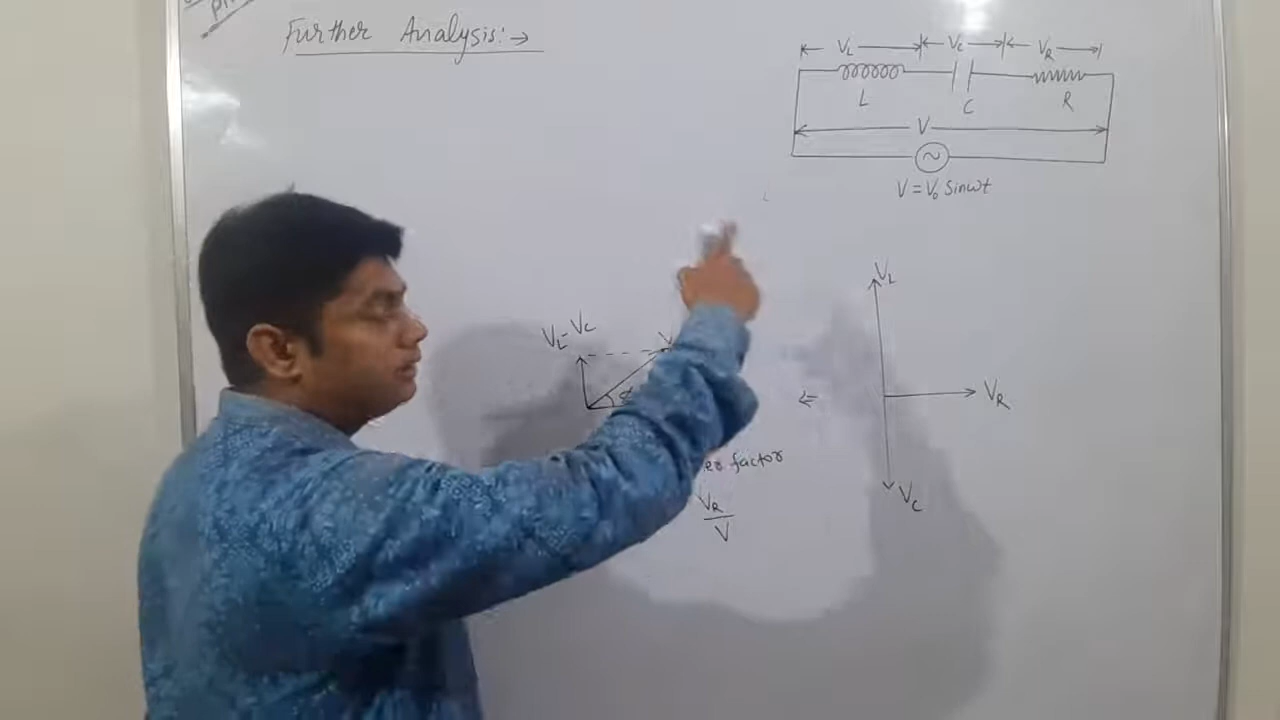 Further Analysis:→
V_L V_C V_R
L C R
V
V = V₀ Sinωt
V_L
V_L - V_C V
V_R
factor
V_R
V
V_C